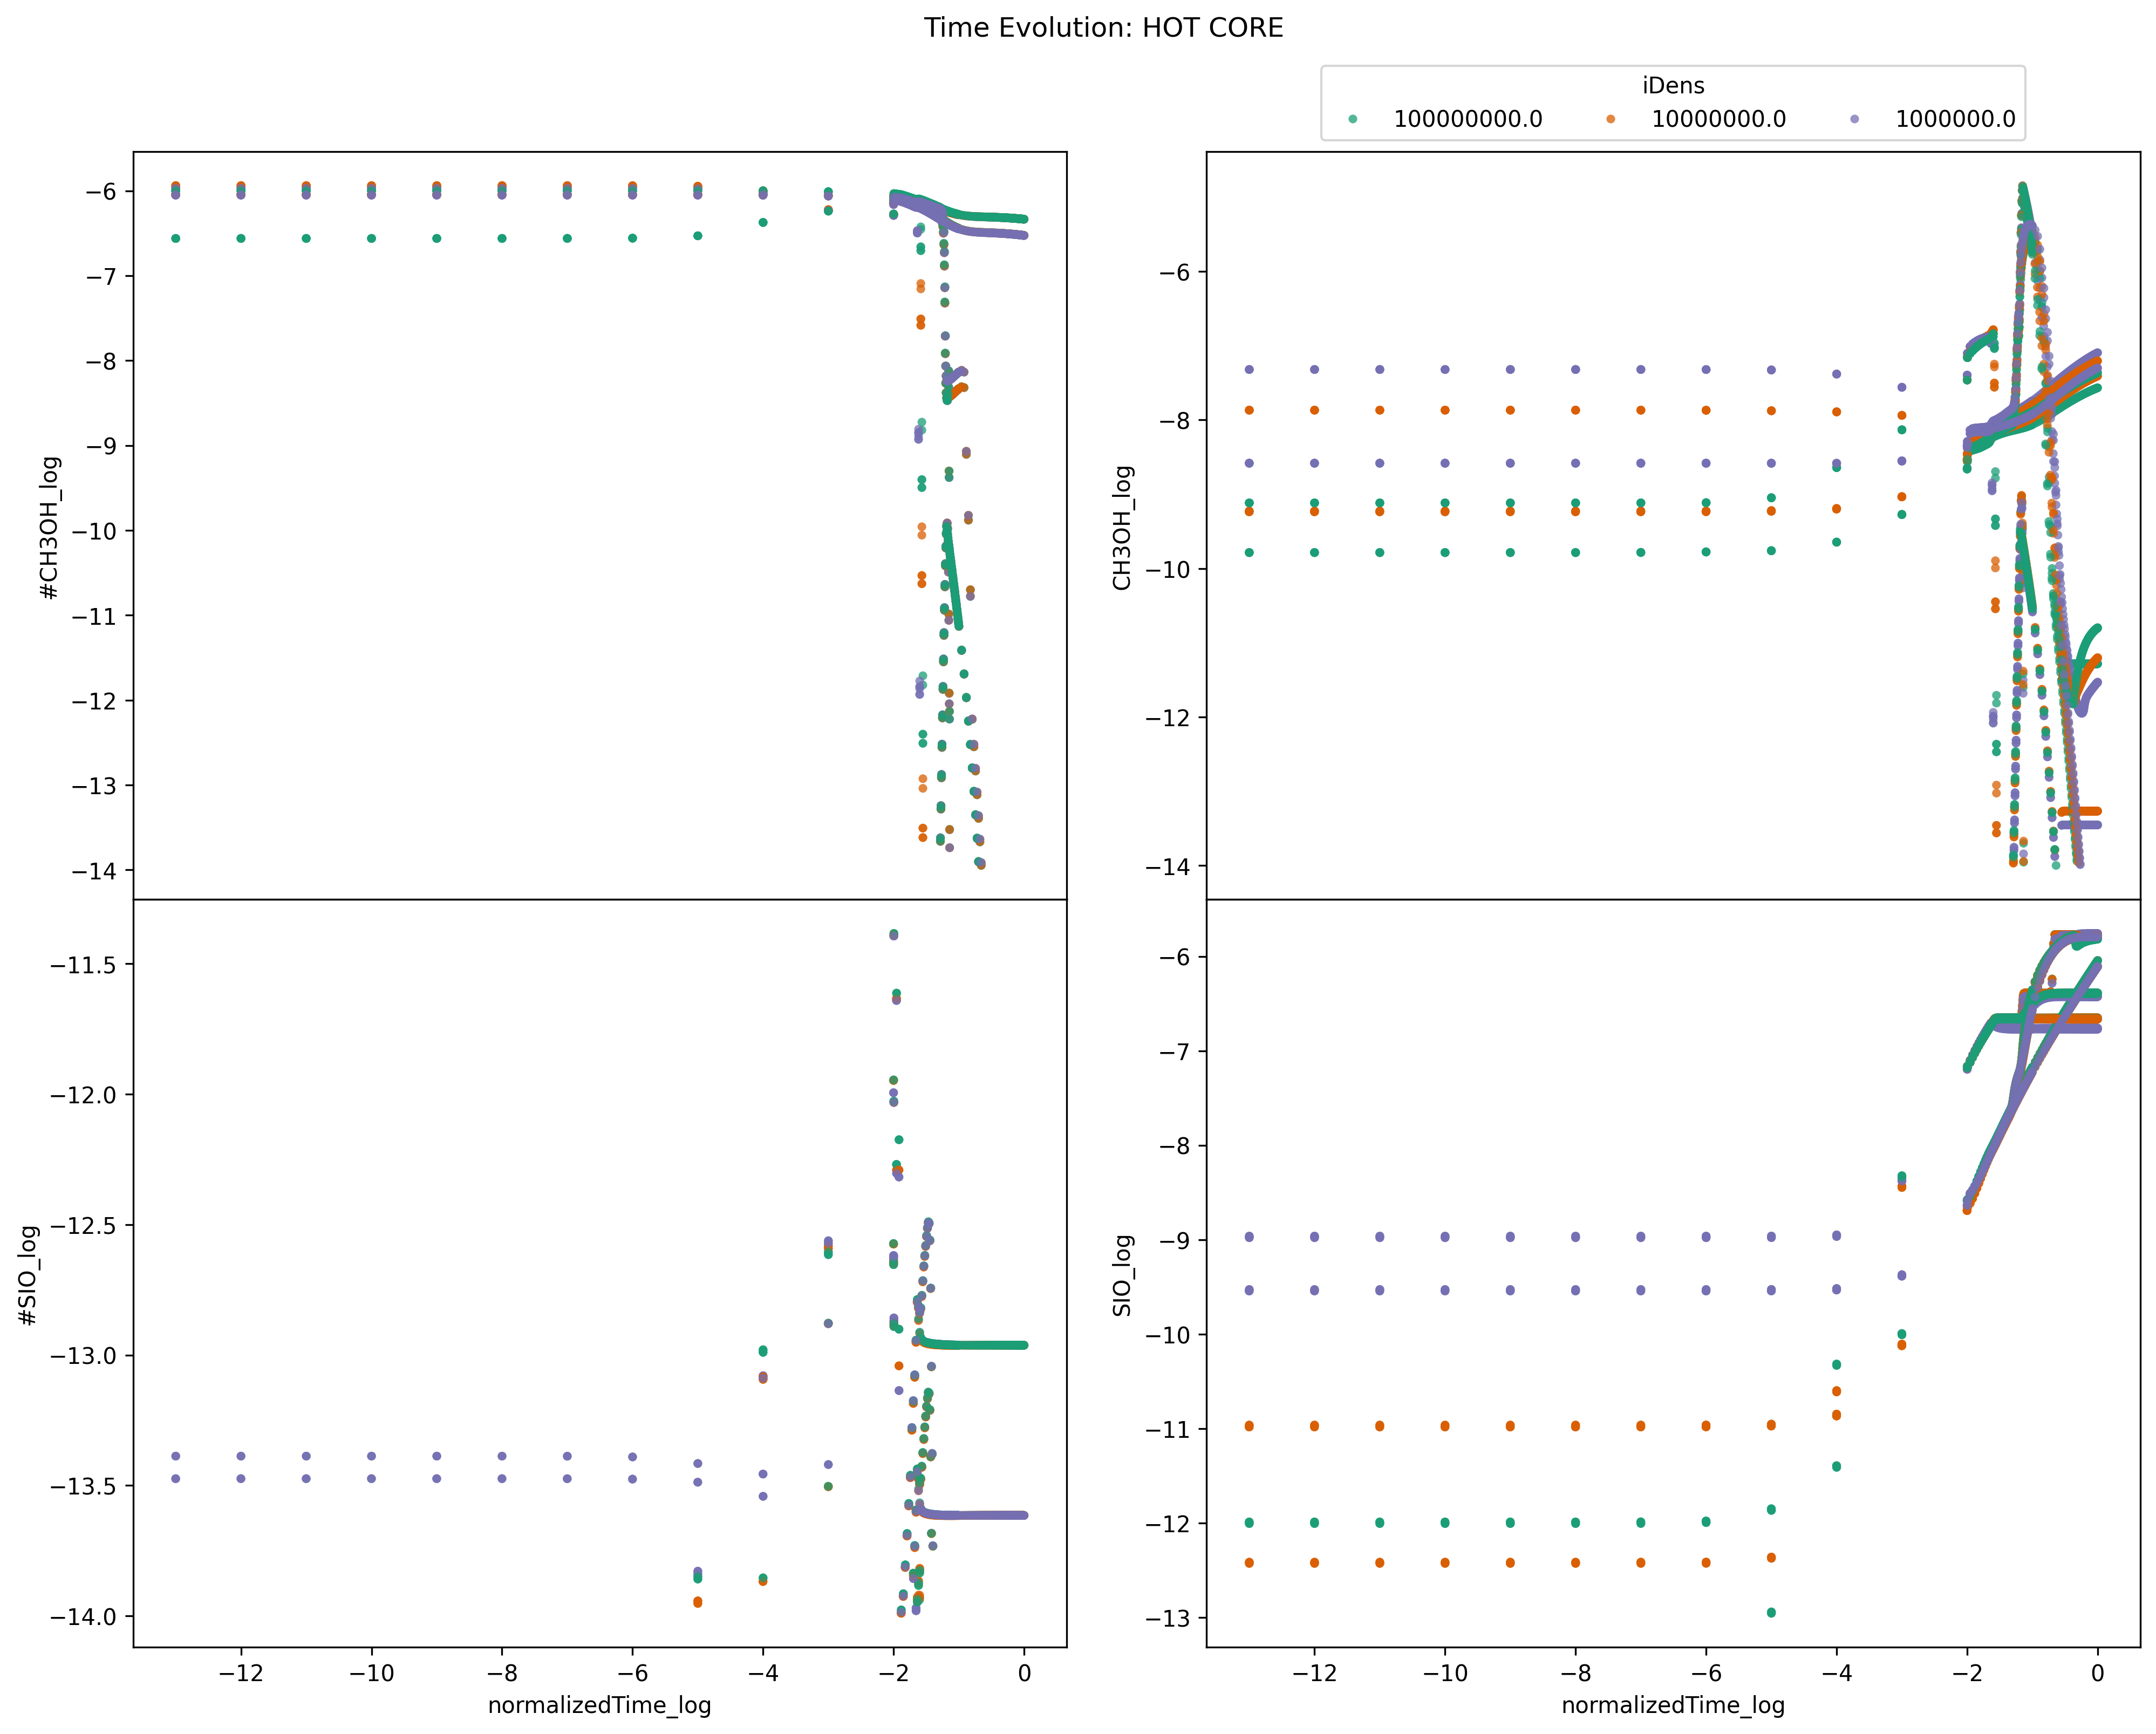 Time Evolution: HOT CORE
iDens
100000000.0 10000000.0 1000000.0
#CH3OH_log
−6
−7
−8
−9
−10
−11
−12
−13
−14
CH3OH_log
−6
−8
−10
−12
−14
#SIO_log
−11.5
−12.0
−12.5
−13.0
−13.5
−14.0
−12 −10 −8 −6 −4 −2 0
normalizedTime_log
SIO_log
−6
−7
−8
−9
−10
−11
−12
−13
−12 −10 −8 −6 −4 −2 0
normalizedTime_log